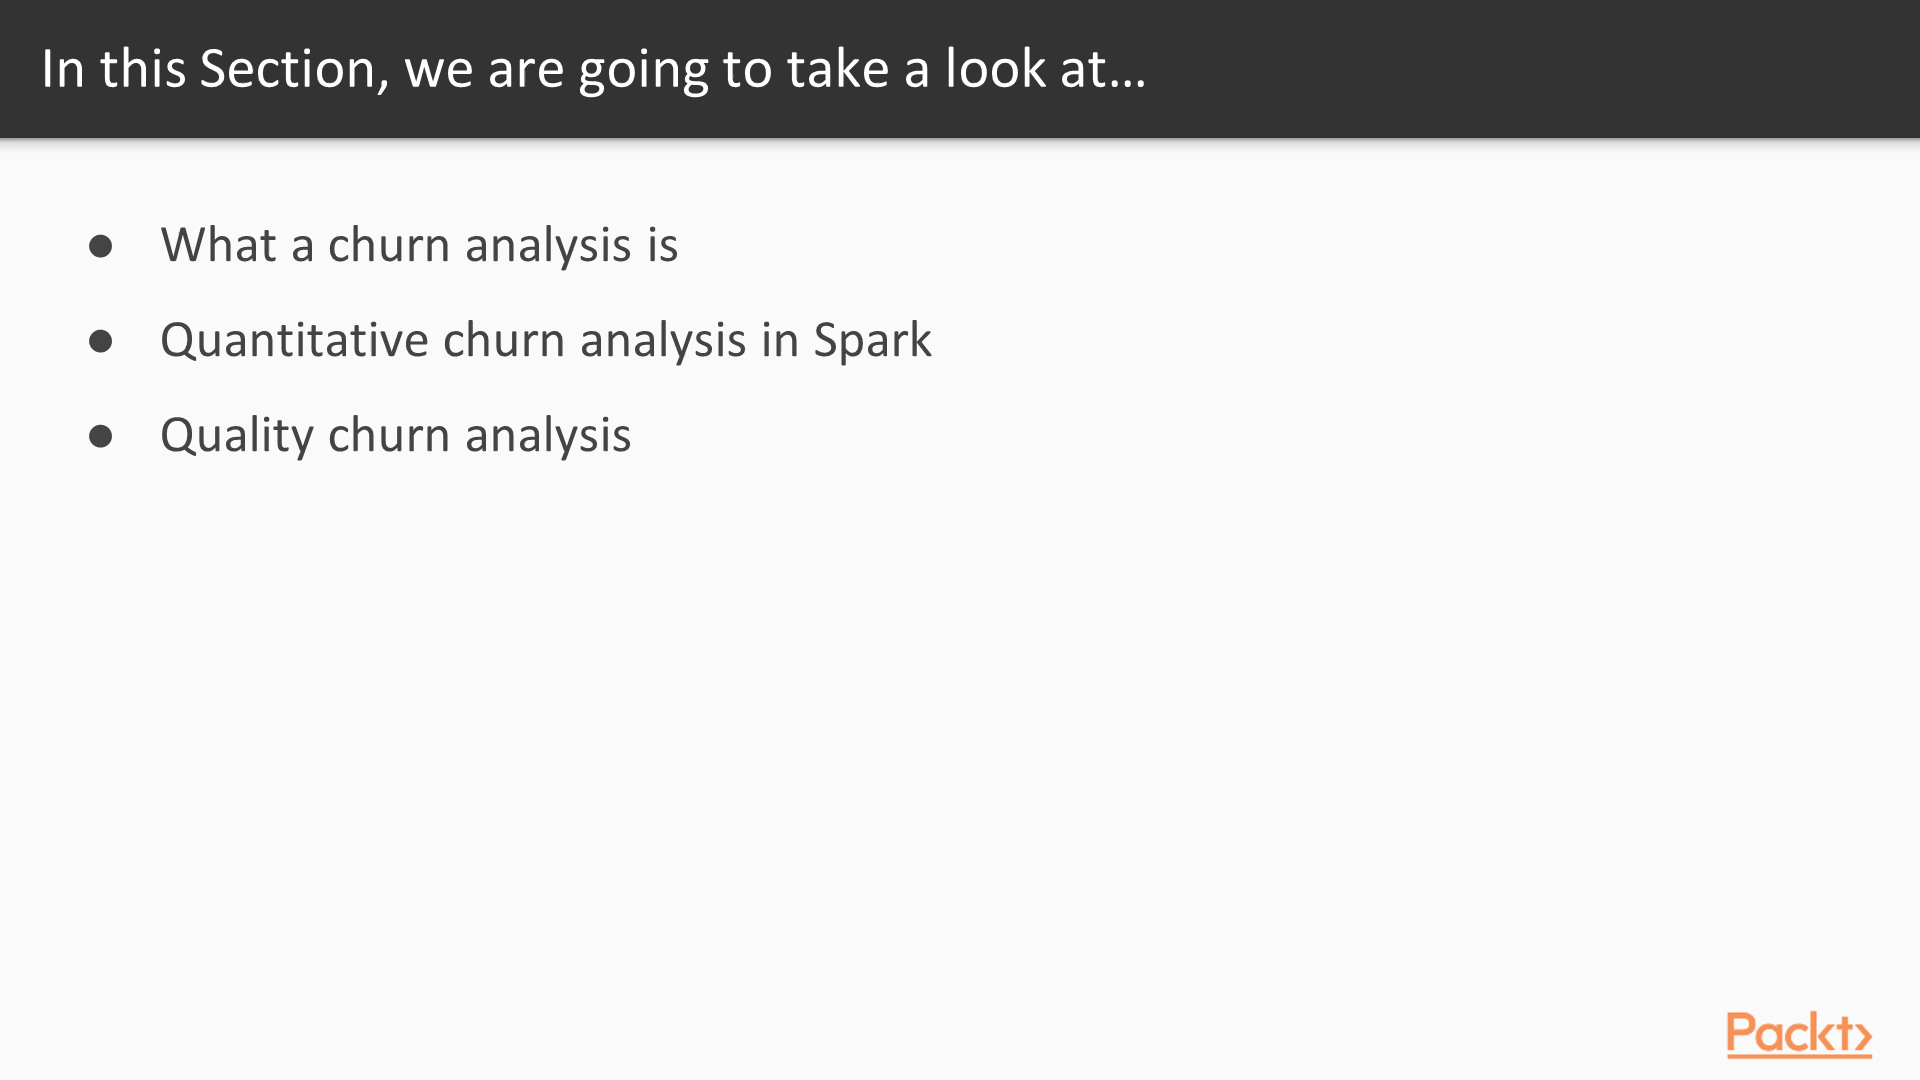 In this Section, we are going to take a look at...
● What a churn analysis is
● Quantitative churn analysis in Spark
● Quality churn analysis
Packt>